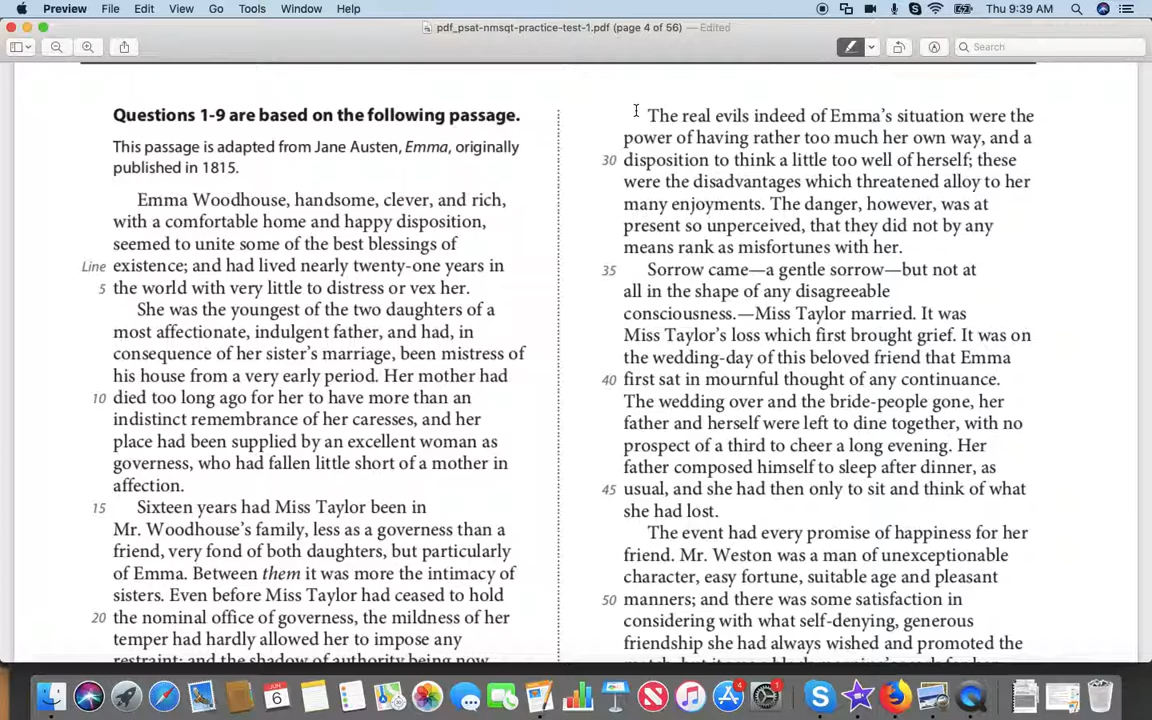 Preview File Edit View Go Tools Window Help Thu 9:39 AM
pdf_psat-nmsqt-practice-test-1.pdf (page 4 of 56) — Edited
Search
Questions 1-9 are based on the following passage.
This passage is adapted from Jane Austen, Emma, originally
published in 1815.
Emma Woodhouse, handsome, clever, and rich,
with a comfortable home and happy disposition,
seemed to unite some of the best blessings of
Line existence; and had lived nearly twenty-one years in
5 the world with very little to distress or vex her.
She was the youngest of the two daughters of a
most affectionate, indulgent father, and had, in
consequence of her sister’s marriage, been mistress of
his house from a very early period. Her mother had
10 died too long ago for her to have more than an
indistinct remembrance of her caresses, and her
place had been supplied by an excellent woman as
governess, who had fallen little short of a mother in
affection.
15 Sixteen years had Miss Taylor been in
Mr. Woodhouse’s family, less as a governess than a
friend, very fond of both daughters, but particularly
of Emma. Between them it was more the intimacy of
sisters. Even before Miss Taylor had ceased to hold
20 the nominal office of governess, the mildness of her
temper had hardly allowed her to impose any
restraint; and the shadow of authority being now
The real evils indeed of Emma’s situation were the
power of having rather too much her own way, and a
30 disposition to think a little too well of herself; these
were the disadvantages which threatened alloy to her
many enjoyments. The danger, however, was at
present so unperceived, that they did not by any
means rank as misfortunes with her.
35 Sorrow came—a gentle sorrow—but not at
all in the shape of any disagreeable
consciousness.—Miss Taylor married. It was
Miss Taylor’s loss which first brought grief. It was on
the wedding-day of this beloved friend that Emma
40 first sat in mournful thought of any continuance.
The wedding over and the bride-people gone, her
father and herself were left to dine together, with no
prospect of a third to cheer a long evening. Her
father composed himself to sleep after dinner, as
45 usual, and she had then only to sit and think of what
she had lost.
The event had every promise of happiness for her
friend. Mr. Weston was a man of unexceptionable
character, easy fortune, suitable age and pleasant
50 manners; and there was some satisfaction in
considering with what self-denying, generous
friendship she had always wished and promoted the
JUN
6
4
1